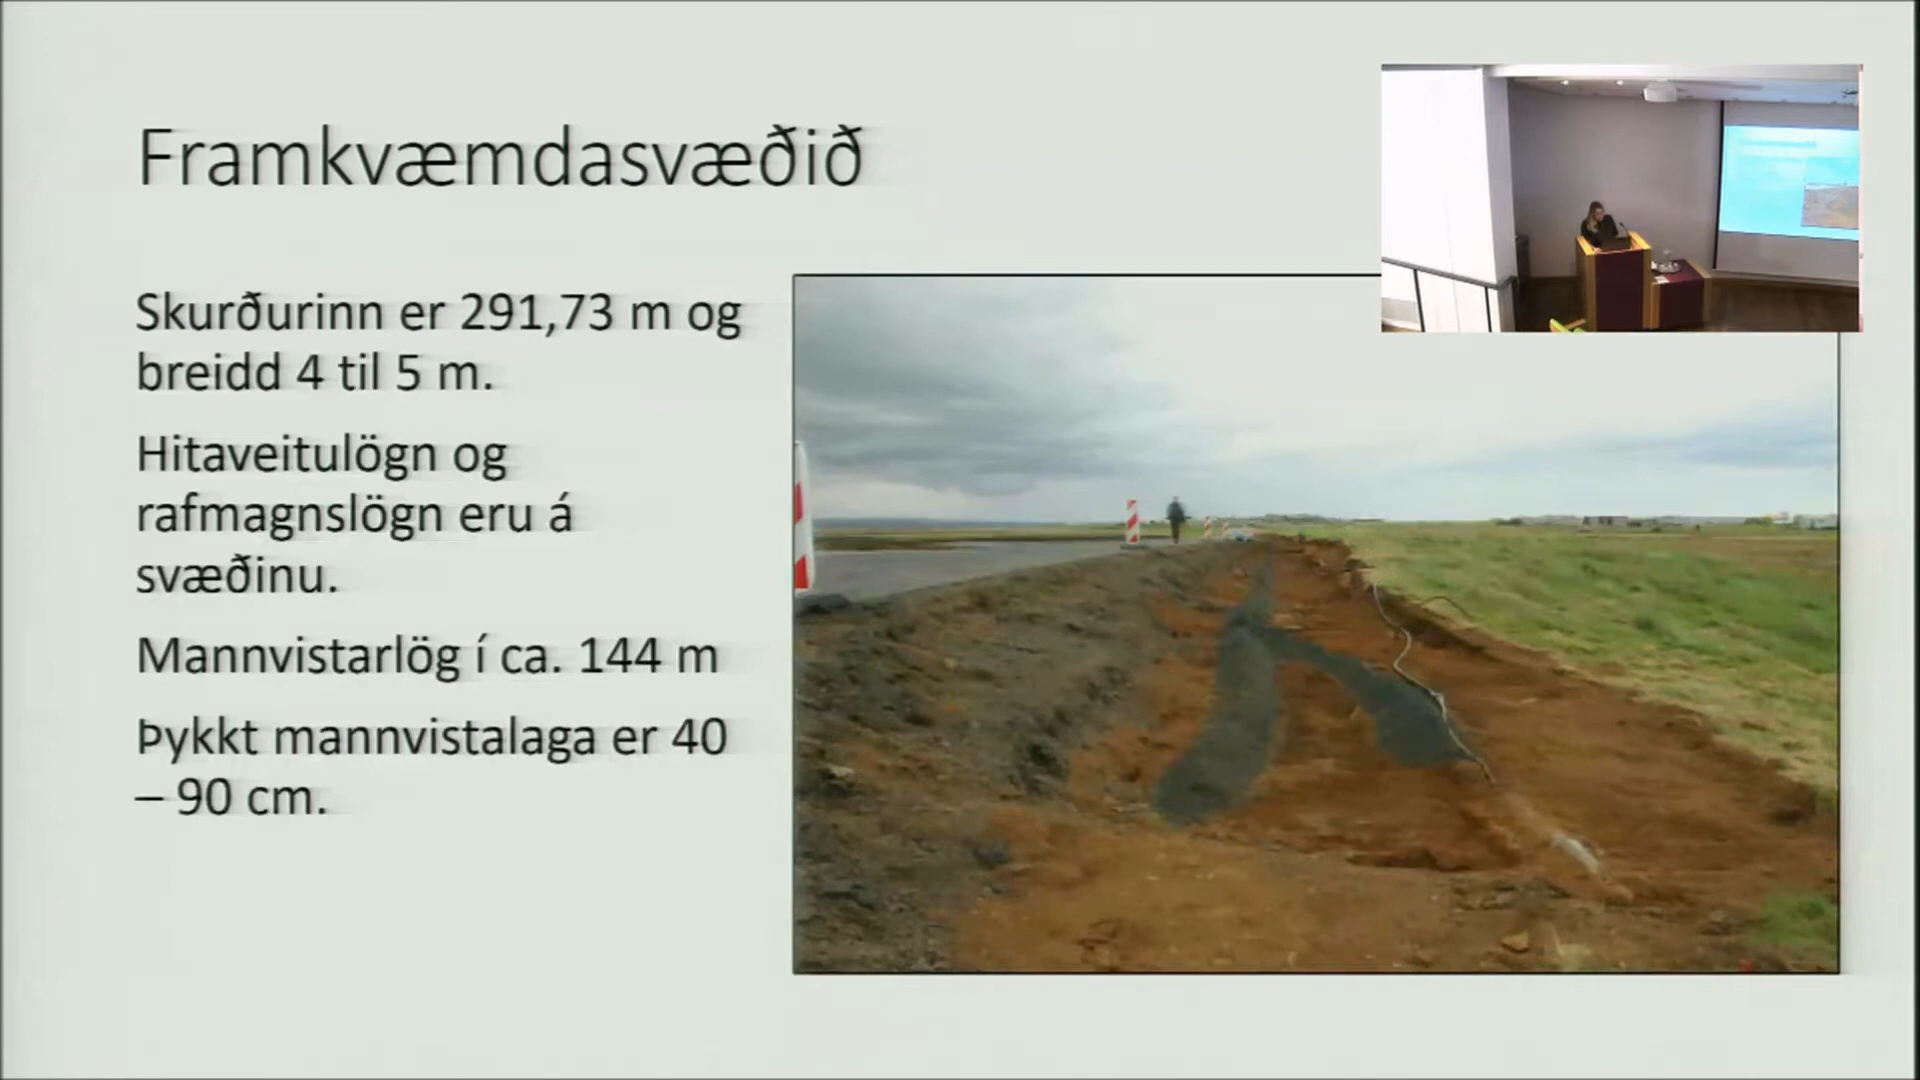 Framkvæmdasvæðið
Skurðurinn er 291,73 m og
breidd 4 til 5 m.
Hitaveitulögn og
rafmagnslögn eru á
svæðinu.
Mannvistarlög í ca. 144 m
Þykkt mannvistalaga er 40
– 90 cm.